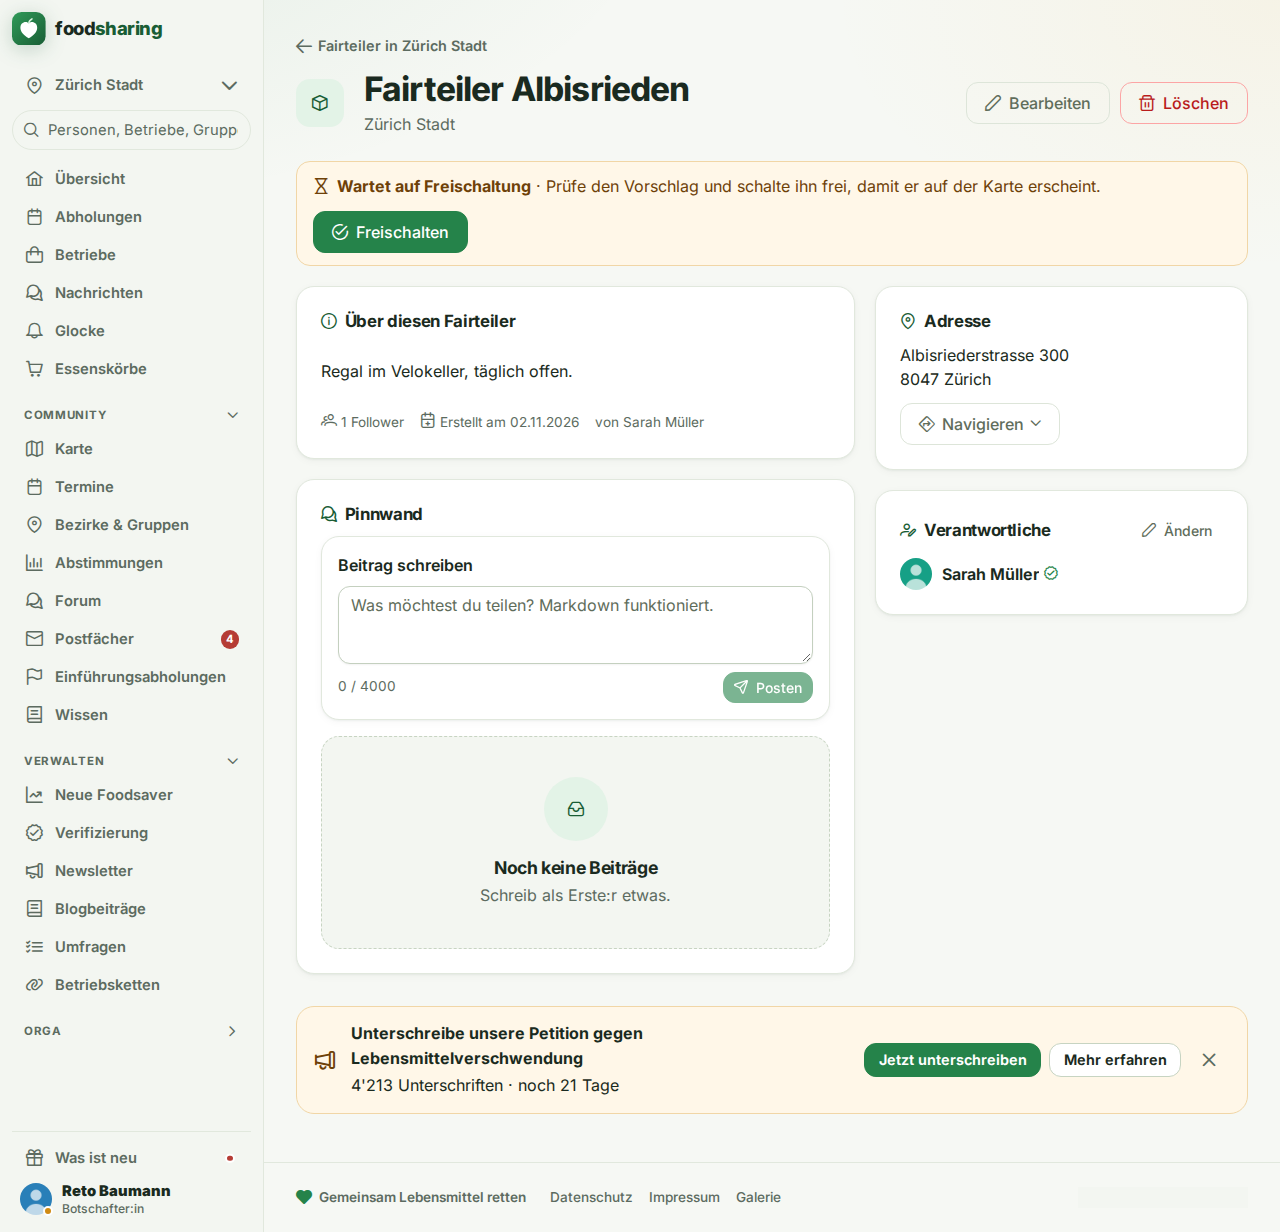 foodsharing
Zürich Stadt
Personen, Betriebe, Grupp
Übersicht
Abholungen
Betriebe
Nachrichten
Glocke
Essenskörbe
COMMUNITY
Karte
Termine
Bezirke & Gruppen
Abstimmungen
Forum
Postfächer 4
Einführungsabholungen
Wissen
VERWALTEN
Neue Foodsaver
Verifizierung
Newsletter
Blogbeiträge
Umfragen
Betriebsketten
ORGA
Was ist neu
Reto Baumann
Botschafter:in
Fairteiler in Zürich Stadt
Fairteiler Albisrieden
Zürich Stadt
Bearbeiten
Löschen
Wartet auf Freischaltung · Prüfe den Vorschlag und schalte ihn frei, damit er auf der Karte erscheint.
Freischalten
Über diesen Fairteiler
Regal im Velokeller, täglich offen.
1 Follower Erstellt am 02.11.2026 von Sarah Müller
Pinnwand
Beitrag schreiben
Was möchtest du teilen? Markdown funktioniert.
0 / 4000
Posten
Noch keine Beiträge
Schreib als Erste:r etwas.
Adresse
Albisriederstrasse 300
8047 Zürich
Navigieren
Verantwortliche
Ändern
Sarah Müller
Unterschreibe unsere Petition gegen
Lebensmittelverschwendung
4'213 Unterschriften · noch 21 Tage
Jetzt unterschreiben
Mehr erfahren
Gemeinsam Lebensmittel retten
Datenschutz
Impressum
Galerie